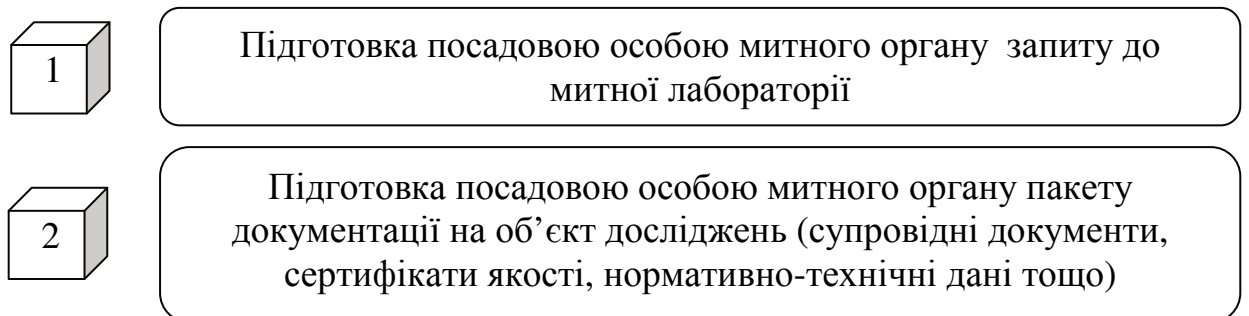 1
Підготовка посадовою особою митного органу запиту до
митної лабораторії
2
Підготовка посадовою особою митного органу пакету
документації на об’єкт досліджень (супровідні документи,
сертифікати якості, нормативно-технічні дані тощо)